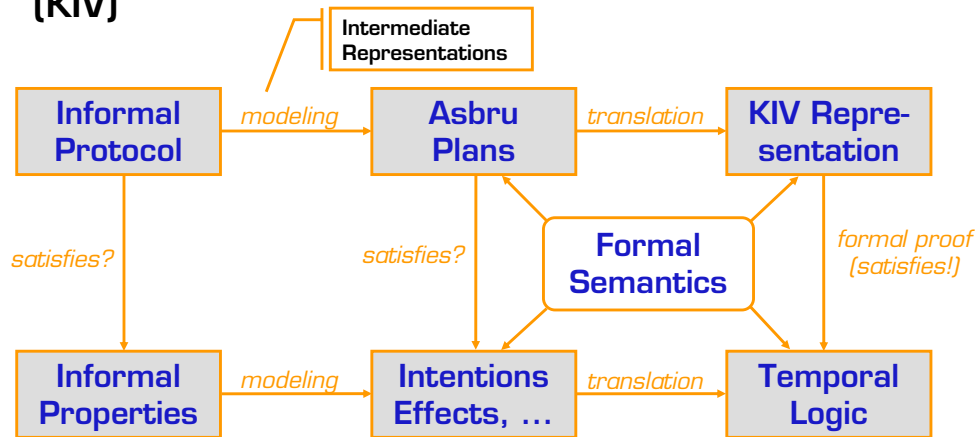 (KIV)
Intermediate
Representations
Informal
Protocol
modeling
Asbru
Plans
translation
KIV Repre-
sentation
satisfies?
satisfies?
Formal
Semantics
formal proof
(satisfies!)
Informal
Properties
modeling
Intentions
Effects, ...
translation
Temporal
Logic